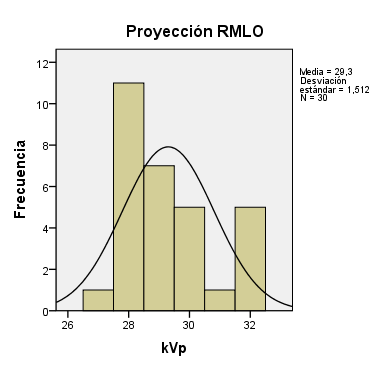 Proyección RMLO
Media = 29,3
Desviación
estándar = 1,512
N = 30
Frecuencia
12
10
8
6
4
2
0
26 28 30 32
kVp